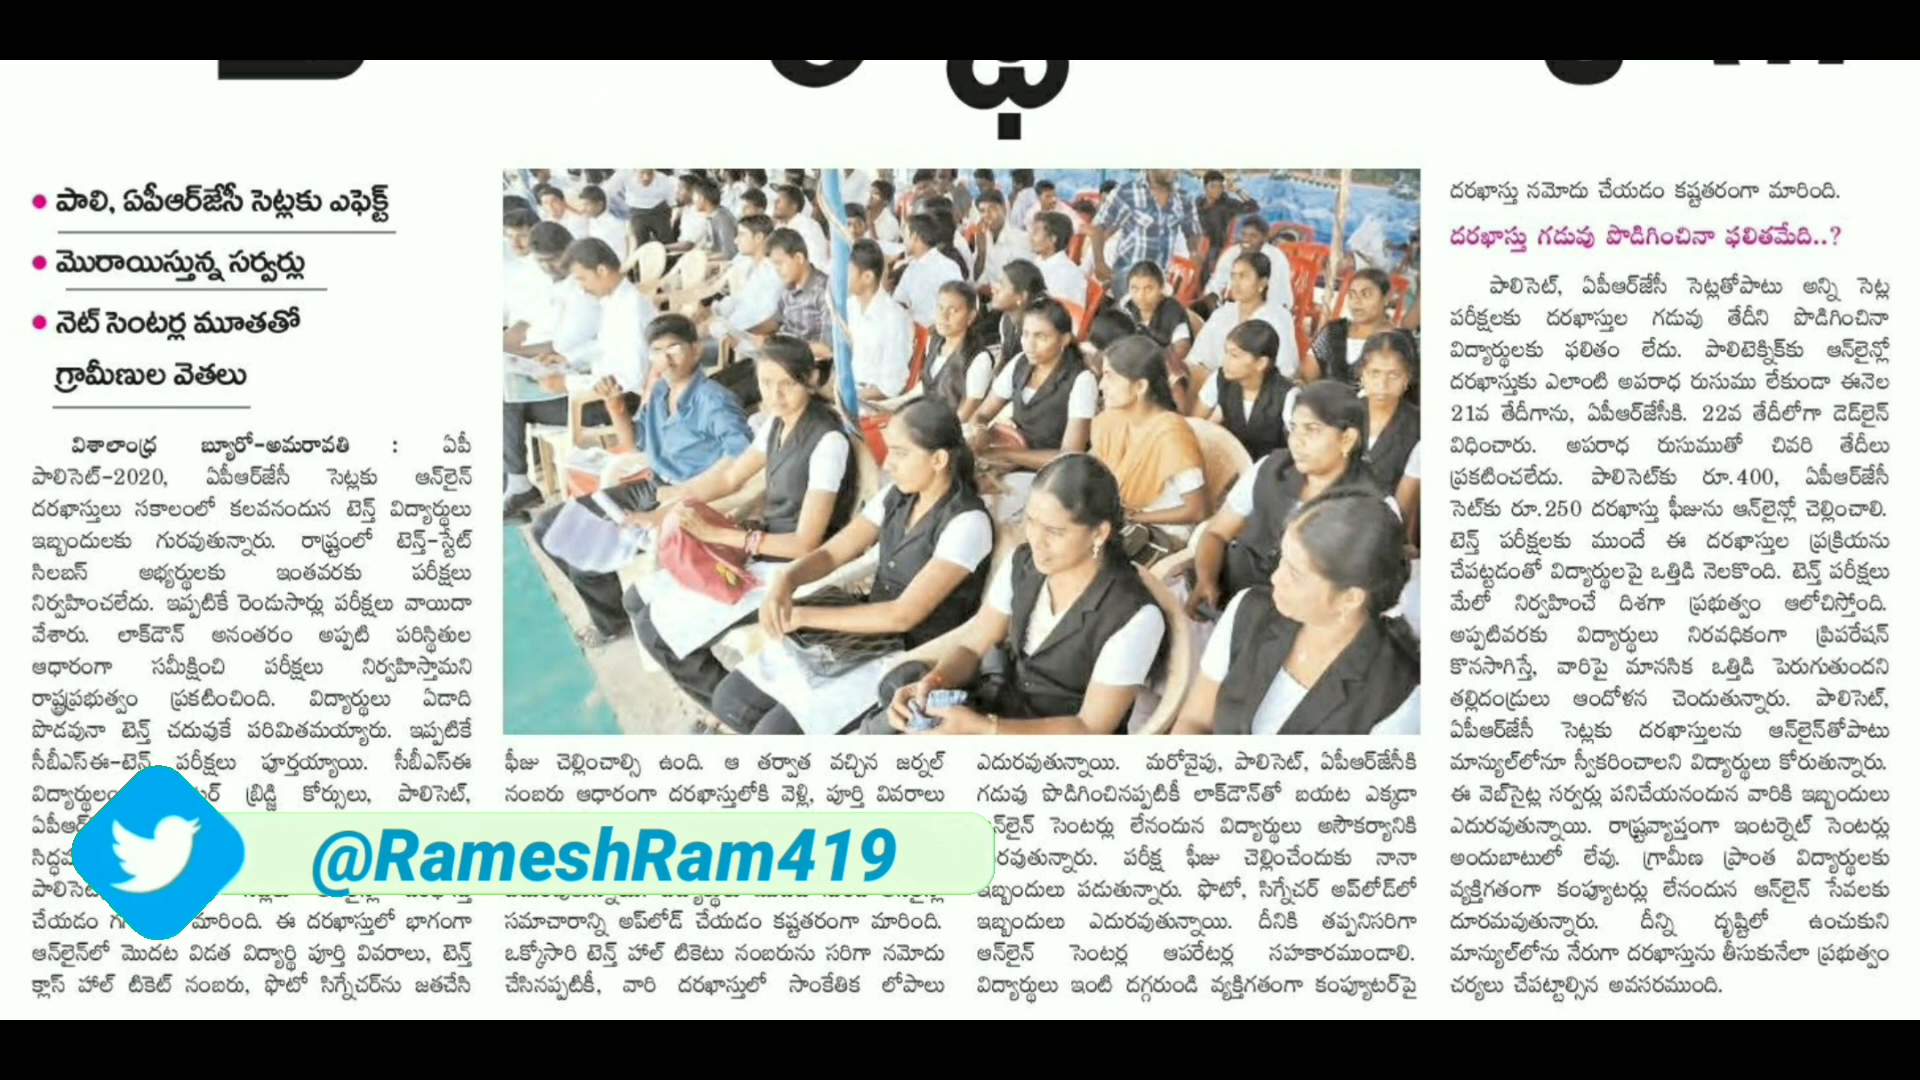 • పాలి, ఏపీఆర్‌జేసీ సెట్లకు ఎఫెక్ట్
• మొరాయిస్తున్న సర్వర్లు
• నెట్ సెంటర్ల మూతతో
గ్రామీణుల వెతలు
విశాలాంధ్ర బ్యూరో-అమరావతి : ఏపీ
పాలిసెట్-2020, ఏపీఆర్‌జేసీ సెట్లకు ఆన్‌లైన్
దరఖాస్తులు సకాలంలో కలవనందున టెన్త్ విద్యార్థులు
ఇబ్బందులకు గురవుతున్నారు. రాష్ట్రంలో టెన్త్-స్టేట్
సిలబస్ అభ్యర్థులకు ఇంతవరకు పరీక్షలు
నిర్వహించలేదు. ఇప్పటికే రెండుసార్లు పరీక్షలు వాయిదా
వేశారు. లాక్‌డౌన్ అనంతరం అప్పటి పరిస్థితుల
ఆధారంగా సమీక్షించి పరీక్షలు నిర్వహిస్తామని
రాష్ట్రప్రభుత్వం ప్రకటించింది. విద్యార్థులు ఏడాది
పొడవునా టెన్త్ చదువుకే పరిమితమయ్యారు. ఇప్పటికే
సీబీఎస్ఈ-టెన్త్ పరీక్షలు పూర్తయ్యాయి. సీబీఎస్ఈ
బ్రిడ్జి కోర్సులు, పాలిసెట్,
చేయడం మారింది. ఈ దరఖాస్తులో భాగంగా
ఆన్‌లైన్‌లో మొదట విడత విద్యార్థి పూర్తి వివరాలు, టెన్త్
క్లాస్ హాల్ టికెట్ నంబరు, ఫొటో సిగ్నేచర్‌ను జతచేసి
ఫీజు చెల్లించాల్సి ఉంది. ఆ తర్వాత వచ్చిన జర్నల్
నంబరు ఆధారంగా దరఖాస్తులోకి వెళ్లి, పూర్తి వివరాలు
@RameshRam419
సమాచారాన్ని అప్‌లోడ్ చేయడం కష్టతరంగా మారింది.
ఒక్కోసారి టెన్త్ హాల్ టికెటు నంబరును సరిగా నమోదు
చేసినప్పటికీ, వారి దరఖాస్తులో సాంకేతిక లోపాలు
ఎదురవుతున్నాయి. మరోవైపు, పాలిసెట్, ఏపీఆర్‌జేసీకి
గడువు పొడిగించినప్పటికీ లాక్‌డౌన్‌తో బయట ఎక్కడా
సెంటర్లు లేనందున విద్యార్థులు అసౌకర్యానికి
పరీక్ష ఫీజు చెల్లించేందుకు నానా
ఇబ్బందులు పడుతున్నారు. ఫొటో, సిగ్నేచర్ అప్‌లోడ్‌లో
ఇబ్బందులు ఎదురవుతున్నాయి. దీనికి తప్పనిసరిగా
ఆన్‌లైన్ సెంటర్ల ఆపరేటర్ల సహకారముండాలి.
విద్యార్థులు ఇంటి దగ్గరుండి వ్యక్తిగతంగా కంప్యూటర్‌పై
దరఖాస్తు నమోదు చేయడం కష్టతరంగా మారింది.
దరఖాస్తు గడువు పొడిగించినా ఫలితమేది..?
పాలిసెట్, ఏపీఆర్‌జేసీ సెట్లతోపాటు అన్ని సెట్ల
పరీక్షలకు దరఖాస్తుల గడువు తేదీని పొడిగించినా
విద్యార్థులకు ఫలితం లేదు. పాలిటెక్నిక్‌కు ఆన్‌లైన్లో
దరఖాస్తుకు ఎలాంటి అపరాధ రుసుము లేకుండా ఈనెల
21వ తేదీగాను, ఏపీఆర్‌జేసీకి. 22వ తేదీలోగా డెడ్‌లైన్
విధించారు. అపరాధ రుసుముతో చివరి తేదీలు
ప్రకటించలేదు. పాలిసెట్‌కు రూ.400, ఏపీఆర్‌జేసీ
సెట్‌కు రూ.250 దరఖాస్తు ఫీజును ఆన్‌లైన్లో చెల్లించాలి.
టెన్త్ పరీక్షలకు ముందే ఈ దరఖాస్తుల ప్రక్రియను
చేపట్టడంతో విద్యార్థులపై ఒత్తిడి నెలకొంది. టెన్త్ పరీక్షలు
మేలో నిర్వహించే దిశగా ప్రభుత్వం ఆలోచిస్తోంది.
అప్పటివరకు విద్యార్థులు నిరవధికంగా ప్రిపరేషన్
కొనసాగిస్తే, వారిపై మానసిక ఒత్తిడి పెరుగుతుందని
తల్లిదండ్రులు ఆందోళన చెందుతున్నారు. పాలిసెట్,
ఏపీఆర్‌జేసీ సెట్లకు దరఖాస్తులను ఆన్‌లైన్‌తోపాటు
మాన్యువల్‌లోనూ స్వీకరించాలని విద్యార్థులు కోరుతున్నారు.
ఈ వెబ్‌సైట్ల సర్వర్లు పనిచేయనందున వారికి ఇబ్బందులు
ఎదురవుతున్నాయి. రాష్ట్రవ్యాప్తంగా ఇంటర్నెట్ సెంటర్లు
అందుబాటులో లేవు. గ్రామీణ ప్రాంత విద్యార్థులకు
వ్యక్తిగతంగా కంప్యూటర్లు లేనందున ఆన్‌లైన్ సేవలకు
దూరమవుతున్నారు. దీన్ని దృష్టిలో ఉంచుకుని
మాన్యువల్‌లోను నేరుగా దరఖాస్తును తీసుకునేలా ప్రభుత్వం
చర్యలు చేపట్టాల్సిన అవసరముంది.